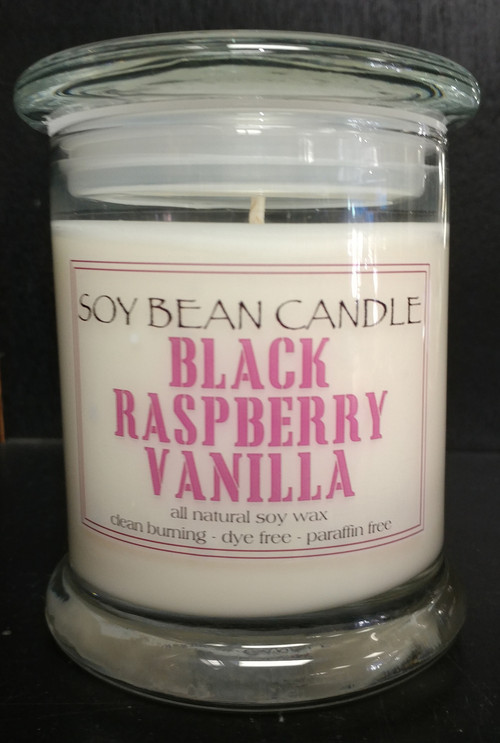 SOY BEAN CANDLE
BLACK
RASPBERRY
VANILLA
all natural soy wax
clean burning - dye free - paraffin free